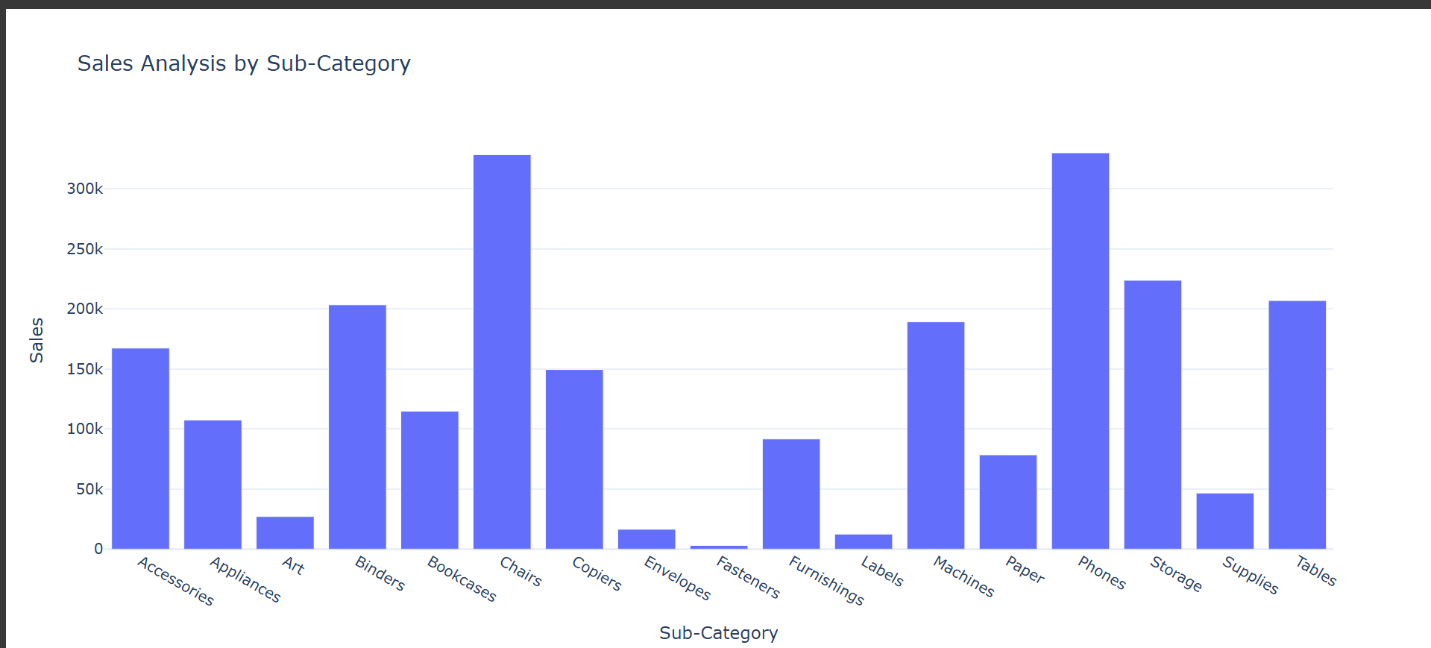 Sales Analysis by Sub-Category
300k
250k
200k
150k
100k
50k
0
Sales
Accessories
Appliances
Art
Binders
Bookcases
Chairs
Copiers
Envelopes
Fasteners
Furnishings
Labels
Machines
Paper
Phones
Storage
Supplies
Tables
Sub-Category